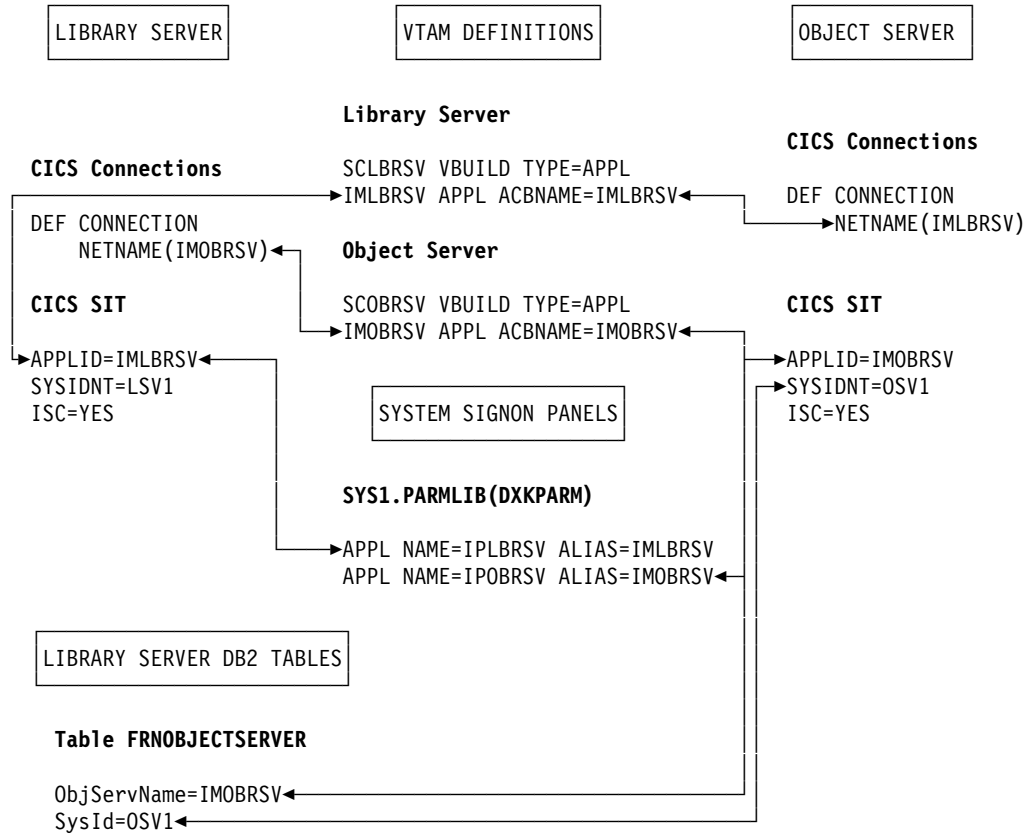 LIBRARY SERVER
VTAM DEFINITIONS
OBJECT SERVER
Library Server
CICS Connections
CICS Connections
SCLBRSV VBUILD TYPE=APPL
IMLBRSV APPL ACBNAME=IMLBRSV
DEF CONNECTION
NETNAME(IMLBRSV)
DEF CONNECTION
NETNAME(IMOBRSV)
Object Server
CICS SIT
SCOBRSV VBUILD TYPE=APPL
IMOBRSV APPL ACBNAME=IMOBRSV
CICS SIT
APPLID=IMLBRSV
SYSIDNT=LSV1
ISC=YES
APPLID=IMOBRSV
SYSIDNT=OSV1
ISC=YES
SYSTEM SIGNON PANELS
SYS1.PARMLIB(DXKPARM)
APPL NAME=IPLBRSV ALIAS=IMLBRSV
APPL NAME=IPOBRSV ALIAS=IMOBRSV
LIBRARY SERVER DB2 TABLES
Table FRNOBJECTSERVER
ObjServName=IMOBRSV
SysId=OSV1